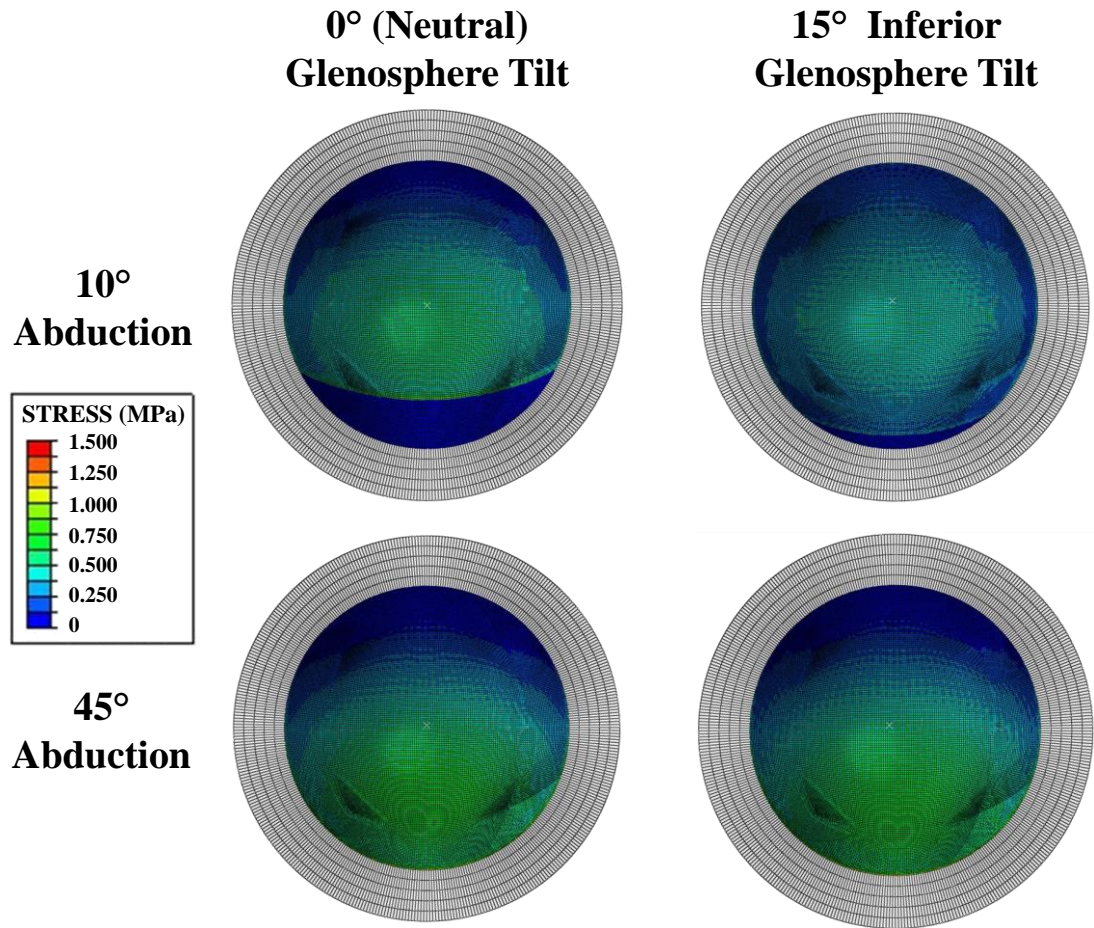 0° (Neutral)
Glenosphere Tilt
15° Inferior
Glenosphere Tilt
10°
Abduction
STRESS (MPa)
1.500
1.250
1.000
0.750
0.500
0.250
0
45°
Abduction